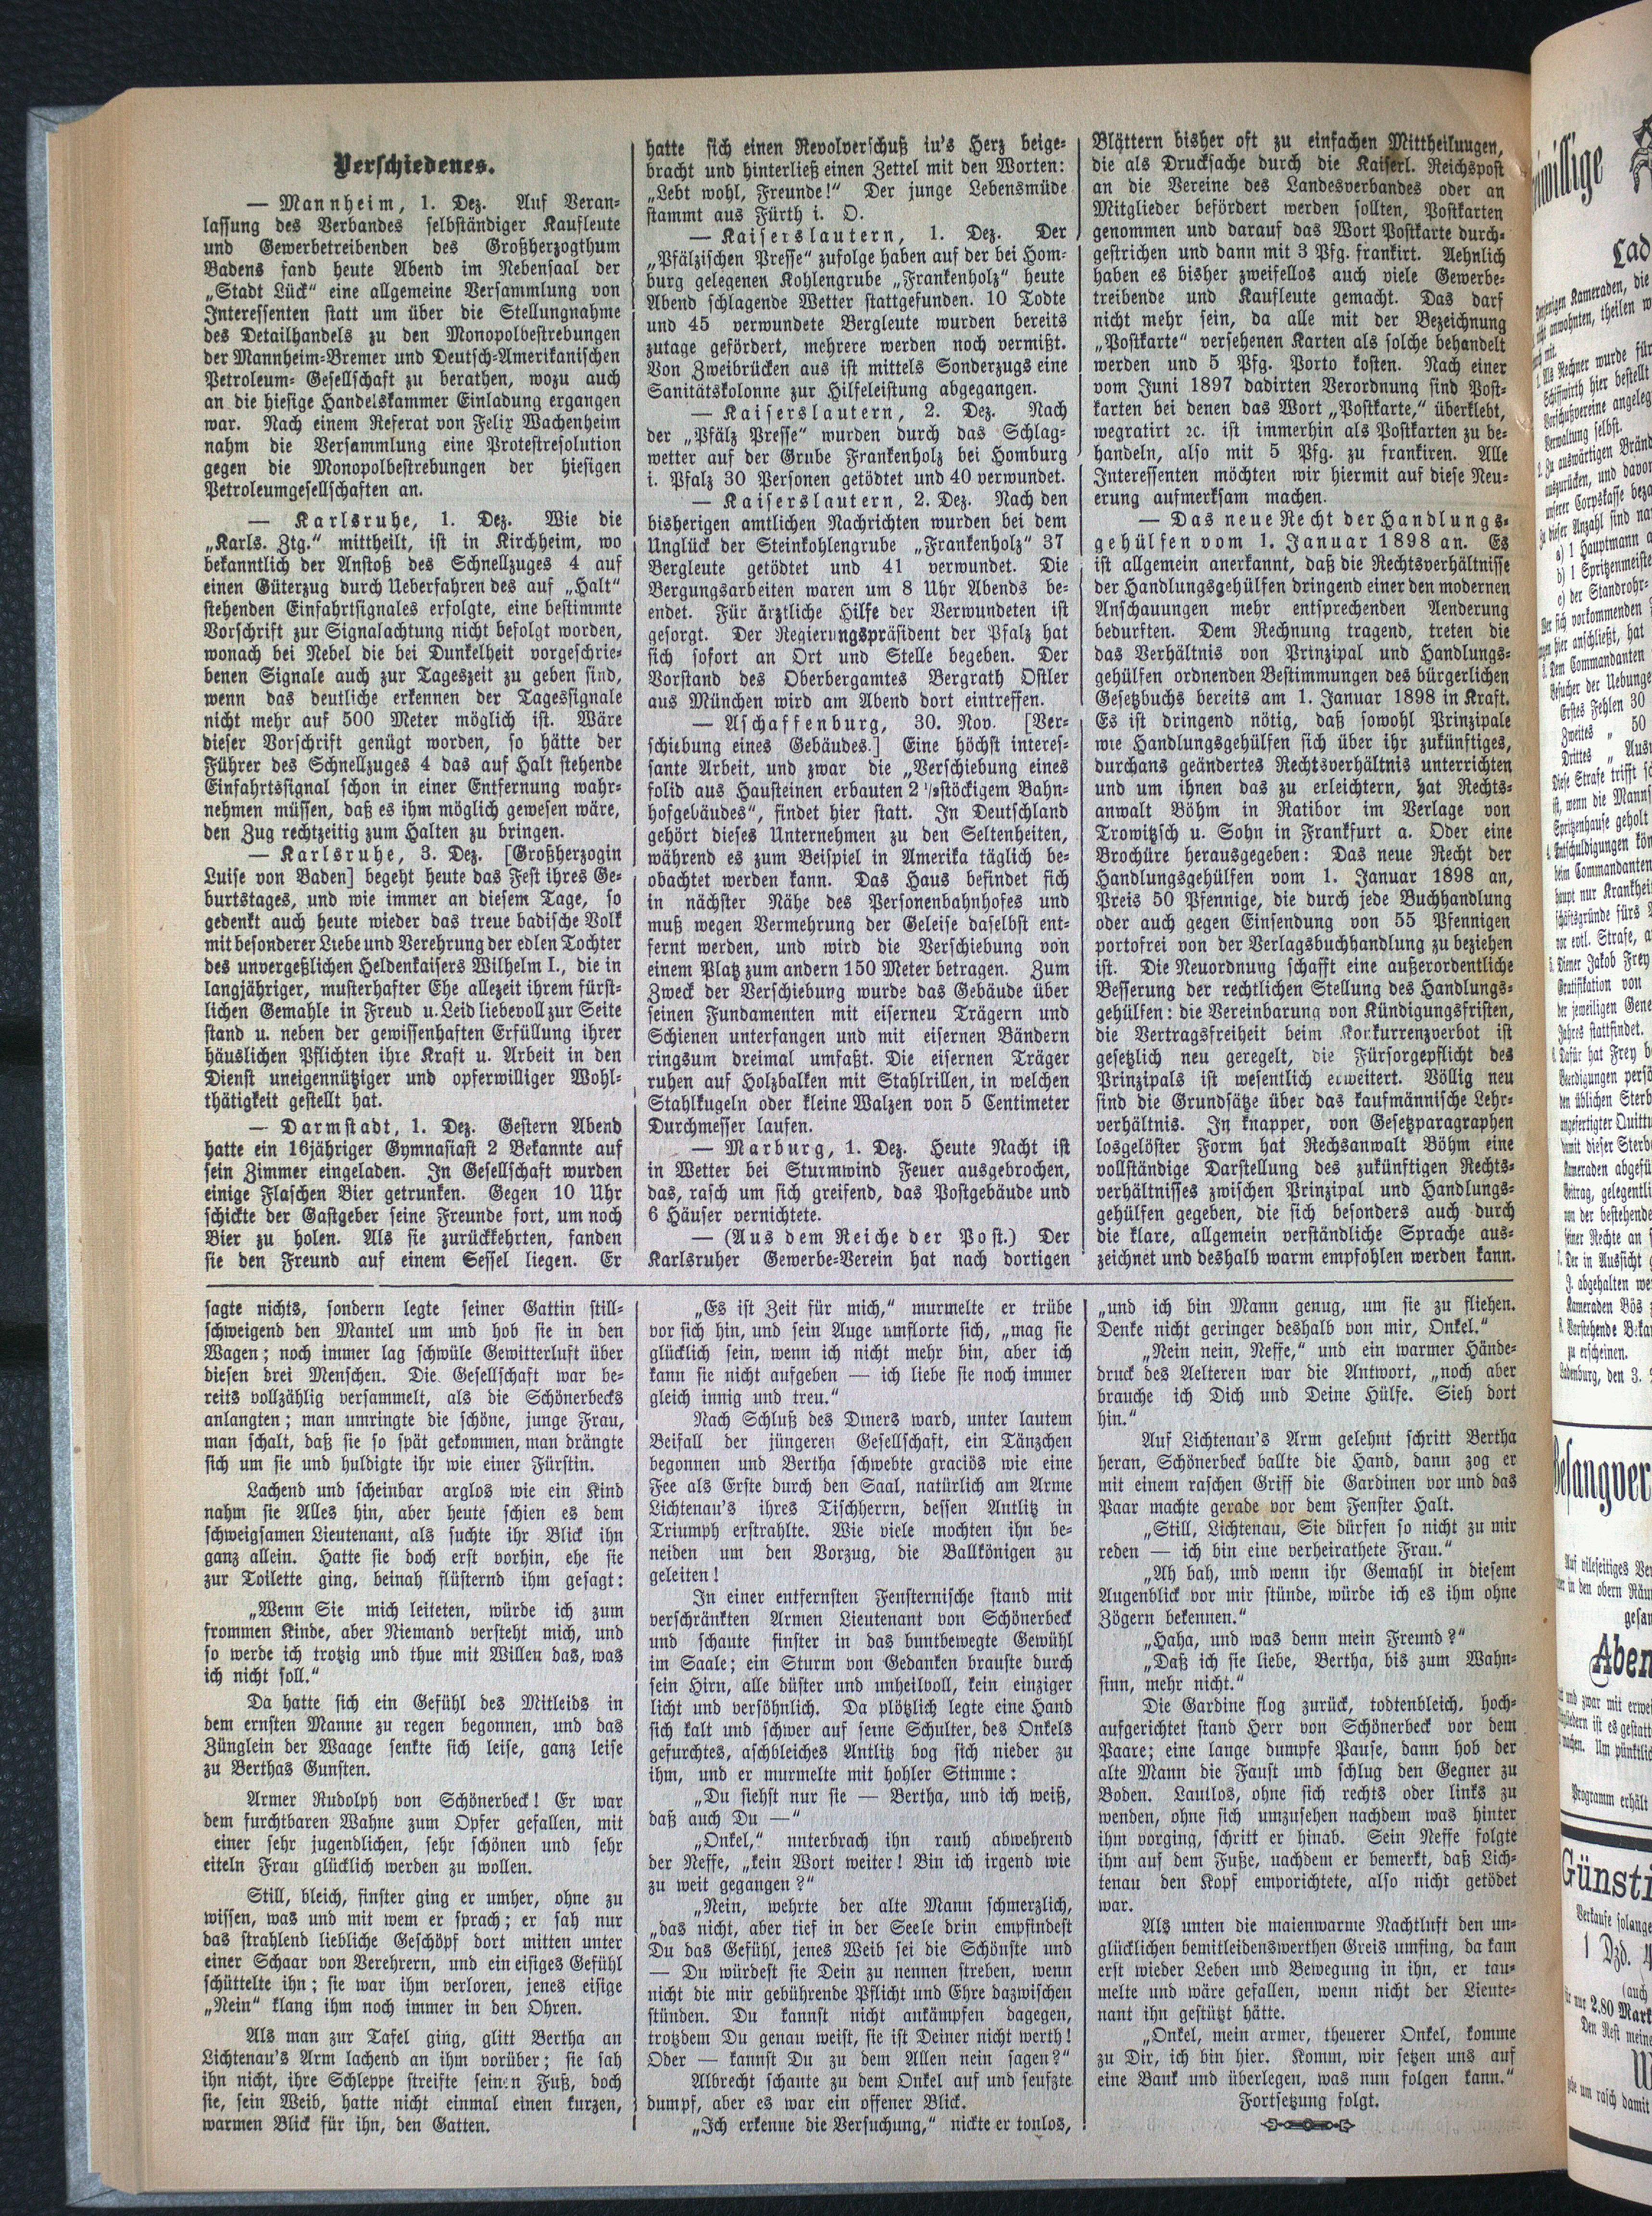 Verschiedenes.
— Mannheim, 1. Dez. Auf Veran-
lassung des Verbandes selbständiger Kaufleute
und Gewerbetreibenden des Großherzogthum
Badens fand heute Abend im Nebensaal der
„Stadt Lück“ eine allgemeine Versammlung von
Interessenten statt um über die Stellungnahme
des Detailhandels zu den Monopolbestrebungen
der Mannheim-Bremer und Deutsch-Amerikanischen
Petroleum- Gesellschaft zu berathen, wozu auch
an die hiesige Handelskammer Einladung ergangen
war. Nach einem Referat von Felix Wachenheim
nahm die Versammlung eine Protestresolution
gegen die Monopolbestrebungen der hiesigen
Petroleumgesellschaften an.
— Karlsruhe, 1. Dez. Wie die
„Karls. Ztg.“ mittheilt, ist in Kirchheim, wo
bekanntlich der Anstoß des Schnellzuges 4 auf
einen Güterzug durch Ueberfahren des auf „Halt“
stehenden Einfahrtsignales erfolgte, eine bestimmte
Vorschrift zur Signalachtung nicht befolgt worden,
wonach bei Nebel die bei Dunkelheit vorgeschrie-
benen Signale auch zur Tageszeit zu geben sind,
wenn das deutliche erkennen der Tagessignale
nicht mehr auf 500 Meter möglich ist. Wäre
dieser Vorschrift genügt worden, so hätte der
Führer des Schnellzuges 4 das auf Halt stehende
Einfahrtssignal schon in einer Entfernung wahr-
nehmen müssen, daß es ihm möglich gewesen wäre,
den Zug rechtzeitig zum Halten zu bringen.
— Karlsruhe, 3. Dez. [Großherzogin
Luise von Baden] begeht heute das Fest ihres Ge-
burtstages, und wie immer an diesem Tage, so
gedenkt auch heute wieder das treue badische Volk
mit besonderer Liebe und Verehrung der edlen Tochter
des unvergeßlichen Heldenkaisers Wilhelm I., die in
langjähriger, musterhafter Ehe allezeit ihrem fürst-
lichen Gemahle in Freud u. Leid liebevoll zur Seite
stand u. neben der gewissenhaften Erfüllung ihrer
häuslichen Pflichten ihre Kraft u. Arbeit in den
Dienst uneigennütziger und opferwilliger Wohl-
thätigkeit gestellt hat.
— Darmstadt, 1. Dez. Gestern Abend
hatte ein 16jähriger Gymnasiast 2 Bekannte auf
sein Zimmer eingeladen. In Gesellschaft wurden
einige Flaschen Bier getrunken. Gegen 10 Uhr
schickte der Gastgeber seine Freunde fort, um noch
Bier zu holen. Als sie zurückkehrten, fanden
sie den Freund auf einem Sessel liegen. Er
hatte sich einen Revolverschuß iu's Herz beige-
bracht und hinterließ einen Zettel mit den Worten:
„Lebt wohl, Freunde!“ Der junge Lebensmüde
stammt aus Fürth i. O.
— Kaiserslautern, 1. Dez. Der
„Pfälzischen Presse“ zufolge haben auf der bei Hom-
burg gelegenen Kohlengrube „Frankenholz“ heute
Abend schlagende Wetter stattgefunden. 10 Todte
und 45 verwundete Bergleute wurden bereits
zutage gefördert, mehrere werden noch vermißt.
Von Zweibrücken aus ist mittels Sonderzugs eine
Sanitätskolonne zur Hilfeleistung abgegangen.
— Kaiserslautern, 2. Dez. Nach
der „Pfälz Presse“ wurden durch das Schlag-
wetter auf der Grube Frankenholz bei Homburg
i. Pfalz 30 Personen getödtet und 40 verwundet.
— Kaiserslautern, 2. Dez. Nach den
bisherigen amtlichen Nachrichten wurden bei dem
Unglück der Steinkohlengrube „Frankenholz“ 37
Bergleute getödtet und 41 verwundet. Die
Bergungsarbeiten waren um 8 Uhr Abends be-
endet. Für ärztliche Hilfe der Verwundeten ist
gesorgt. Der Regierungspräsident der Pfalz hat
sich sofort an Ort und Stelle begeben. Der
Vorstand des Oberbergamtes Bergrath Ostler
aus München wird am Abend dort eintreffen.
— Aschaffenburg, 30. Nov. [Ver-
schiebung eines Gebäudes.] Eine höchst interes-
sante Arbeit, und zwar die „Verschiebung eines
solid aus Hausteinen erbauten 2 1/2stöckigem Bahn-
hofgebäudes“, findet hier statt. In Deutschland
gehört dieses Unternehmen zu den Seltenheiten,
während es zum Beispiel in Amerika täglich be-
obachtet werden kann. Das Haus befindet sich
in nächster Nähe des Personenbahnhofes und
muß wegen Vermehrung der Geleise daselbst ent-
fernt werden, und wird die Verschiebung von
einem Platz zum andern 150 Meter betragen. Zum
Zweck der Verschiebung wurde das Gebäude über
seinen Fundamenten mit eiserneu Trägern und
Schienen unterfangen und mit eisernen Bändern
ringsum dreimal umfaßt. Die eisernen Träger
ruhen auf Holzbalken mit Stahlrillen, in welchen
Stahlkugeln oder kleine Walzen von 5 Centimeter
Durchmesser laufen.
— Marburg, 1. Dez. Heute Nacht ist
in Wetter bei Sturmwind Feuer ausgebrochen,
das, rasch um sich greifend, das Postgebäude und
6 Häuser vernichtete.
— (Aus dem Reiche der Post.) Der
Karlsruher Gewerbe-Verein hat nach dortigen
Blättern bisher oft zu einfachen Mittheiluugen,
die als Drucksache durch die Kaiserl. Reichspost
an die Vereine des Landesverbandes oder an
Mitglieder befördert werden sollten, Postkarten
genommen und darauf das Wort Postkarte durch-
gestrichen und dann mit 3 Pfg. frankirt. Aehnlich
haben es bisher zweifellos auch viele Gewerbe-
treibende und Kaufleute gemacht. Das darf
nicht mehr sein, da alle mit der Bezeichnung
„Postkarte“ versehenen Karten als solche behandelt
werden und 5 Pfg. Porto kosten. Nach einer
vom Juni 1897 dadirten Verordnung sind Post-
karten bei denen das Wort „Postkarte,“ überklebt,
wegratirt ꝛc. ist immerhin als Postkarten zu be-
handeln, also mit 5 Pfg. zu frankiren. Alle
Interessenten möchten wir hiermit auf diese Neu-
erung aufmerksam machen.
— Das neue Recht der Handlungs-
gehülfen vom 1. Januar 1898 an. Es
ist allgemein anerkannt, daß die Rechtsverhältnisse
der Handlungsgehülfen dringend einer den modernen
Anschauungen mehr entsprechenden Aenderung
bedurften. Dem Rechnung tragend, treten die
das Verhältnis von Prinzipal und Handlungs-
gehülfen ordnenden Bestimmungen des bürgerlichen
Gesetzbuchs bereits am 1. Januar 1898 in Kraft.
Es ist dringend nötig, daß sowohl Prinzipale
wie Handlungsgehülfen sich über ihr zukünftiges,
durchans geändertes Rechtsverhältnis unterrichten
und um ihnen das zu erleichtern, hat Rechts-
anwalt Böhm in Ratibor im Verlage von
Trowitzsch u. Sohn in Frankfurt a. Oder eine
Brochüre herausgegeben: Das neue Recht der
Handlungsgehülfen vom 1. Januar 1898 an,
Preis 50 Pfennige, die durch jede Buchhandlung
oder auch gegen Einsendung von 55 Pfennigen
portofrei von der Verlagsbuchhandlung zu beziehen
ist. Die Neuordnung schafft eine außerordentliche
Besserung der rechtlichen Stellung des Handlungs-
gehülfen: die Vereinbarung von Kündigungsfristen,
die Vertragsfreiheit beim Konkurrenzverbot ist
gesetzlich neu geregelt, die Fürsorgepflicht des
Prinzipals ist wesentlich erweitert. Völlig neu
sind die Grundsätze über das kaufmännische Lehr-
verhältnis. In knapper, von Gesetzparagraphen
losgelöster Form hat Rechsanwalt Böhm eine
vollständige Darstellung des zukünftigen Rechts-
verhältnisses zwischen Prinzipal und Handlungs-
gehülfen gegeben, die sich besonders auch durch
die klare, allgemein verständliche Sprache aus-
zeichnet und deshalb warm empfohlen werden kann.
sagte nichts, sondern legte seiner Gattin still-
schweigend den Mantel um und hob sie in den
Wagen; noch immer lag schwüle Gewitterluft über
diesen drei Menschen. Die Gesellschaft war be-
reits vollzählig versammelt, als die Schönerbecks
anlangten; man umringte die schöne, junge Frau,
man schalt, daß sie so spät gekommen, man drängte
sich um sie und huldigte ihr wie einer Fürstin.
Lachend und scheinbar arglos wie ein Kind
nahm sie Alles hin, aber heute schien es dem
schweigsamen Lieutenant, als suchte ihr Blick ihn
ganz allein. Hatte sie doch erst vorhin, ehe sie
zur Toilette ging, beinah flüsternd ihm gesagt:
„Wenn Sie mich leiteten, würde ich zum
frommen Kinde, aber Niemand versteht mich, und
so werde ich trotzig und thue mit Willen das, was
ich nicht soll.“
Da hatte sich ein Gefühl des Mitleids in
dem ernsten Manne zu regen begonnen, und das
Zünglein der Waage senkte sich leise, ganz leise
zu Berthas Gunsten.
Armer Rudolph von Schönerbeck! Er war
dem furchtbaren Wahne zum Opfer gefallen, mit
einer sehr jugendlichen, sehr schönen und sehr
eiteln Frau glücklich werden zu wollen.
Still, bleich, finster ging er umher, ohne zu
wissen, was und mit wem er sprach; er sah nur
das strahlend liebliche Geschöpf dort mitten unter
einer Schaar von Verehrern, und ein eisiges Gefühl
schüttelte ihn; sie war ihm verloren, jenes eisige
„Nein“ klang ihm noch immer in den Ohren.
Als man zur Tafel ging, glitt Bertha an
Lichtenau's Arm lachend an ihm vorüber; sie sah
ihn nicht, ihre Schleppe streifte seinen Fuß, doch
sie, sein Weib, hatte nicht einmal einen kurzen,
warmen Blick für ihn, den Gatten.
„Es ist Zeit für mich,“ murmelte er trübe
vor sich hin, und sein Auge umflorte sich, „mag sie
glücklich sein, wenn ich nicht mehr bin, aber ich
kann sie nicht aufgeben — ich liebe sie noch immer
gleich innig und treu.“
Nach Schluß des Diners ward, unter lautem
Beifall der jüngeren Gesellschaft, ein Tänzchen
begonnen und Bertha schwebte graciös wie eine
Fee als Erste durch den Saal, natürlich am Arme
Lichtenau's ihres Tischherrn, dessen Antlitz in
Triumph erstrahlte. Wie viele mochten ihn be-
neiden um den Vorzug, die Ballkönigen zu
geleiten!
In einer entfernsten Fensternische stand mit
verschränkten Armen Lieutenant von Schönerbeck
und schaute finster in das buntbewegte Gewühl
im Saale; ein Sturm von Gedanken brauste durch
sein Hirn, alle düster und unheilvoll, kein einziger
licht und versöhnlich. Da plötzlich legte eine Hand
sich kalt und schwer auf seine Schulter, des Onkels
gefurchtes, aschbleiches Antlitz bog sich nieder zu
ihm, und er murmelte mit hohler Stimme:
„Du siehst nur sie — Bertha, und ich weiß,
daß auch Du —“
„Onkel,“ unterbrach ihn rauh abwehrend
der Neffe, „kein Wort weiter! Bin ich irgend wie
zu weit gegangen?“
„Nein, wehrte der alte Mann schmerzlich,
„das nicht, aber tief in der Seele drin empfindest
Du das Gefühl, jenes Weib sei die Schönste und
— Du würdest sie Dein zu nennen streben, wenn
nicht die mir gebührende Pflicht und Ehre dazwischen
stünden. Du kannst nicht ankämpfen dagegen,
trotzdem Du genau weist, sie ist Deiner nicht werth!
Oder — kannst Du zu dem Allen nein sagen?“
Albrecht schante zu dem Onkel auf und seufzte
dumpf, aber es war ein offener Blick.
„Ich erkenne die Versuchung,“ nickte er tonlos,
„und ich bin Mann genug, um sie zu fliehen.
Denke nicht geringer deshalb von mir, Onkel.“
„Nein nein, Neffe,“ und ein warmer Hände-
druck des Aelteren war die Antwort, „noch aber
brauche ich Dich und Deine Hülfe. Sieh dort
hin.“
Auf Lichtenau's Arm gelehnt schritt Bertha
heran, Schönerbeck ballte die Hand, dann zog er
mit einem raschen Griff die Gardinen vor und das
Paar machte gerade vor dem Fenster Halt.
„Still, Lichtenau, Sie dürfen so nicht zu mir
reden — ich bin eine verheirathete Frau.“
„Ah bah, und wenn ihr Gemahl in diesem
Augenblick vor mir stünde, würde ich es ihm ohne
Zögern bekennen.“
„Haha, und was denn mein Freund?“
„Daß ich sie liebe, Bertha, bis zum Wahn-
sinn, mehr nicht.“
Die Gardine flog zurück, todtenbleich. hoch-
aufgerichtet stand Herr von Schönerbeck vor dem
Paare; eine lange dumpfe Pause, dann hob der
alte Mann die Faust und schlug den Gegner zu
Boden. Lautlos, ohne sich rechts oder links zu
wenden, ohne sich umzusehen nachdem was hinter
ihm vorging, schritt er hinab. Sein Neffe folgte
ihm auf dem Fuße, nachdem er bemerkt, daß Lich-
tenau den Kopf emporichtete, also nicht getödet
war.
Als unten die maienwarme Nachtluft den un-
glücklichen bemitleidenswerthen Greis umfing, da kam
erst wieder Leben und Bewegung in ihn, er tau-
melte und wäre gefallen, wenn nicht der Lieute-
nant ihn gestützt hätte.
„Onkel, mein armer, theuerer Onkel, komme
zu Dir, ich bin hier. Komm, wir setzen uns auf
eine Bank und überlegen, was nun folgen kann.“
Fortsetzung folgt.